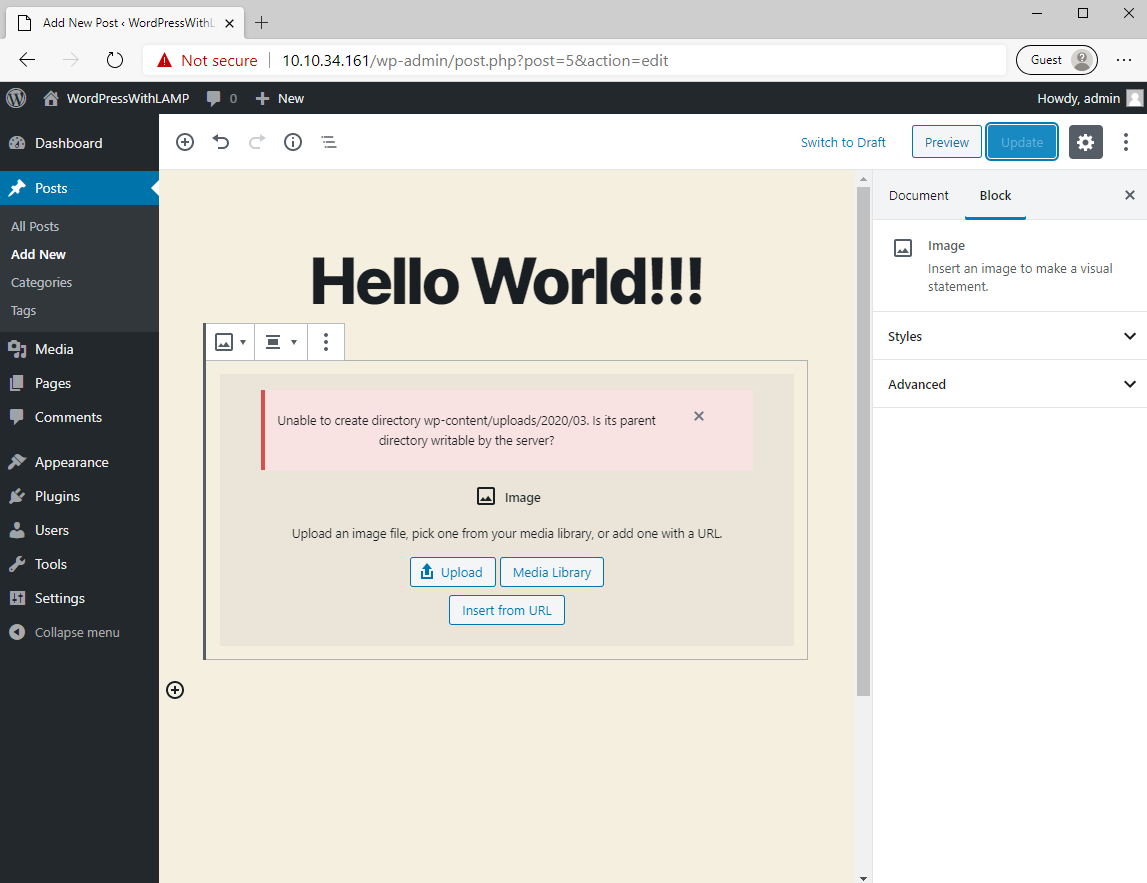 Add New Post ‹ WordPressWithL
Not secure
10.10.34.161/wp-admin/post.php?post=5&action=edit
Guest
WordPressWithLAMP
0
New
Howdy, admin
Dashboard
Posts
All Posts
Add New
Categories
Tags
Media
Pages
Comments
Appearance
Plugins
Users
Tools
Settings
Collapse menu
Switch to Draft
Preview
Update
Hello World!!!
Unable to create directory wp-content/uploads/2020/03. Is its parent
directory writable by the server?
Image
Upload an image file, pick one from your media library, or add one with a URL.
Upload
Media Library
Insert from URL
Document
Block
Image
Insert an image to make a visual
statement.
Styles
Advanced